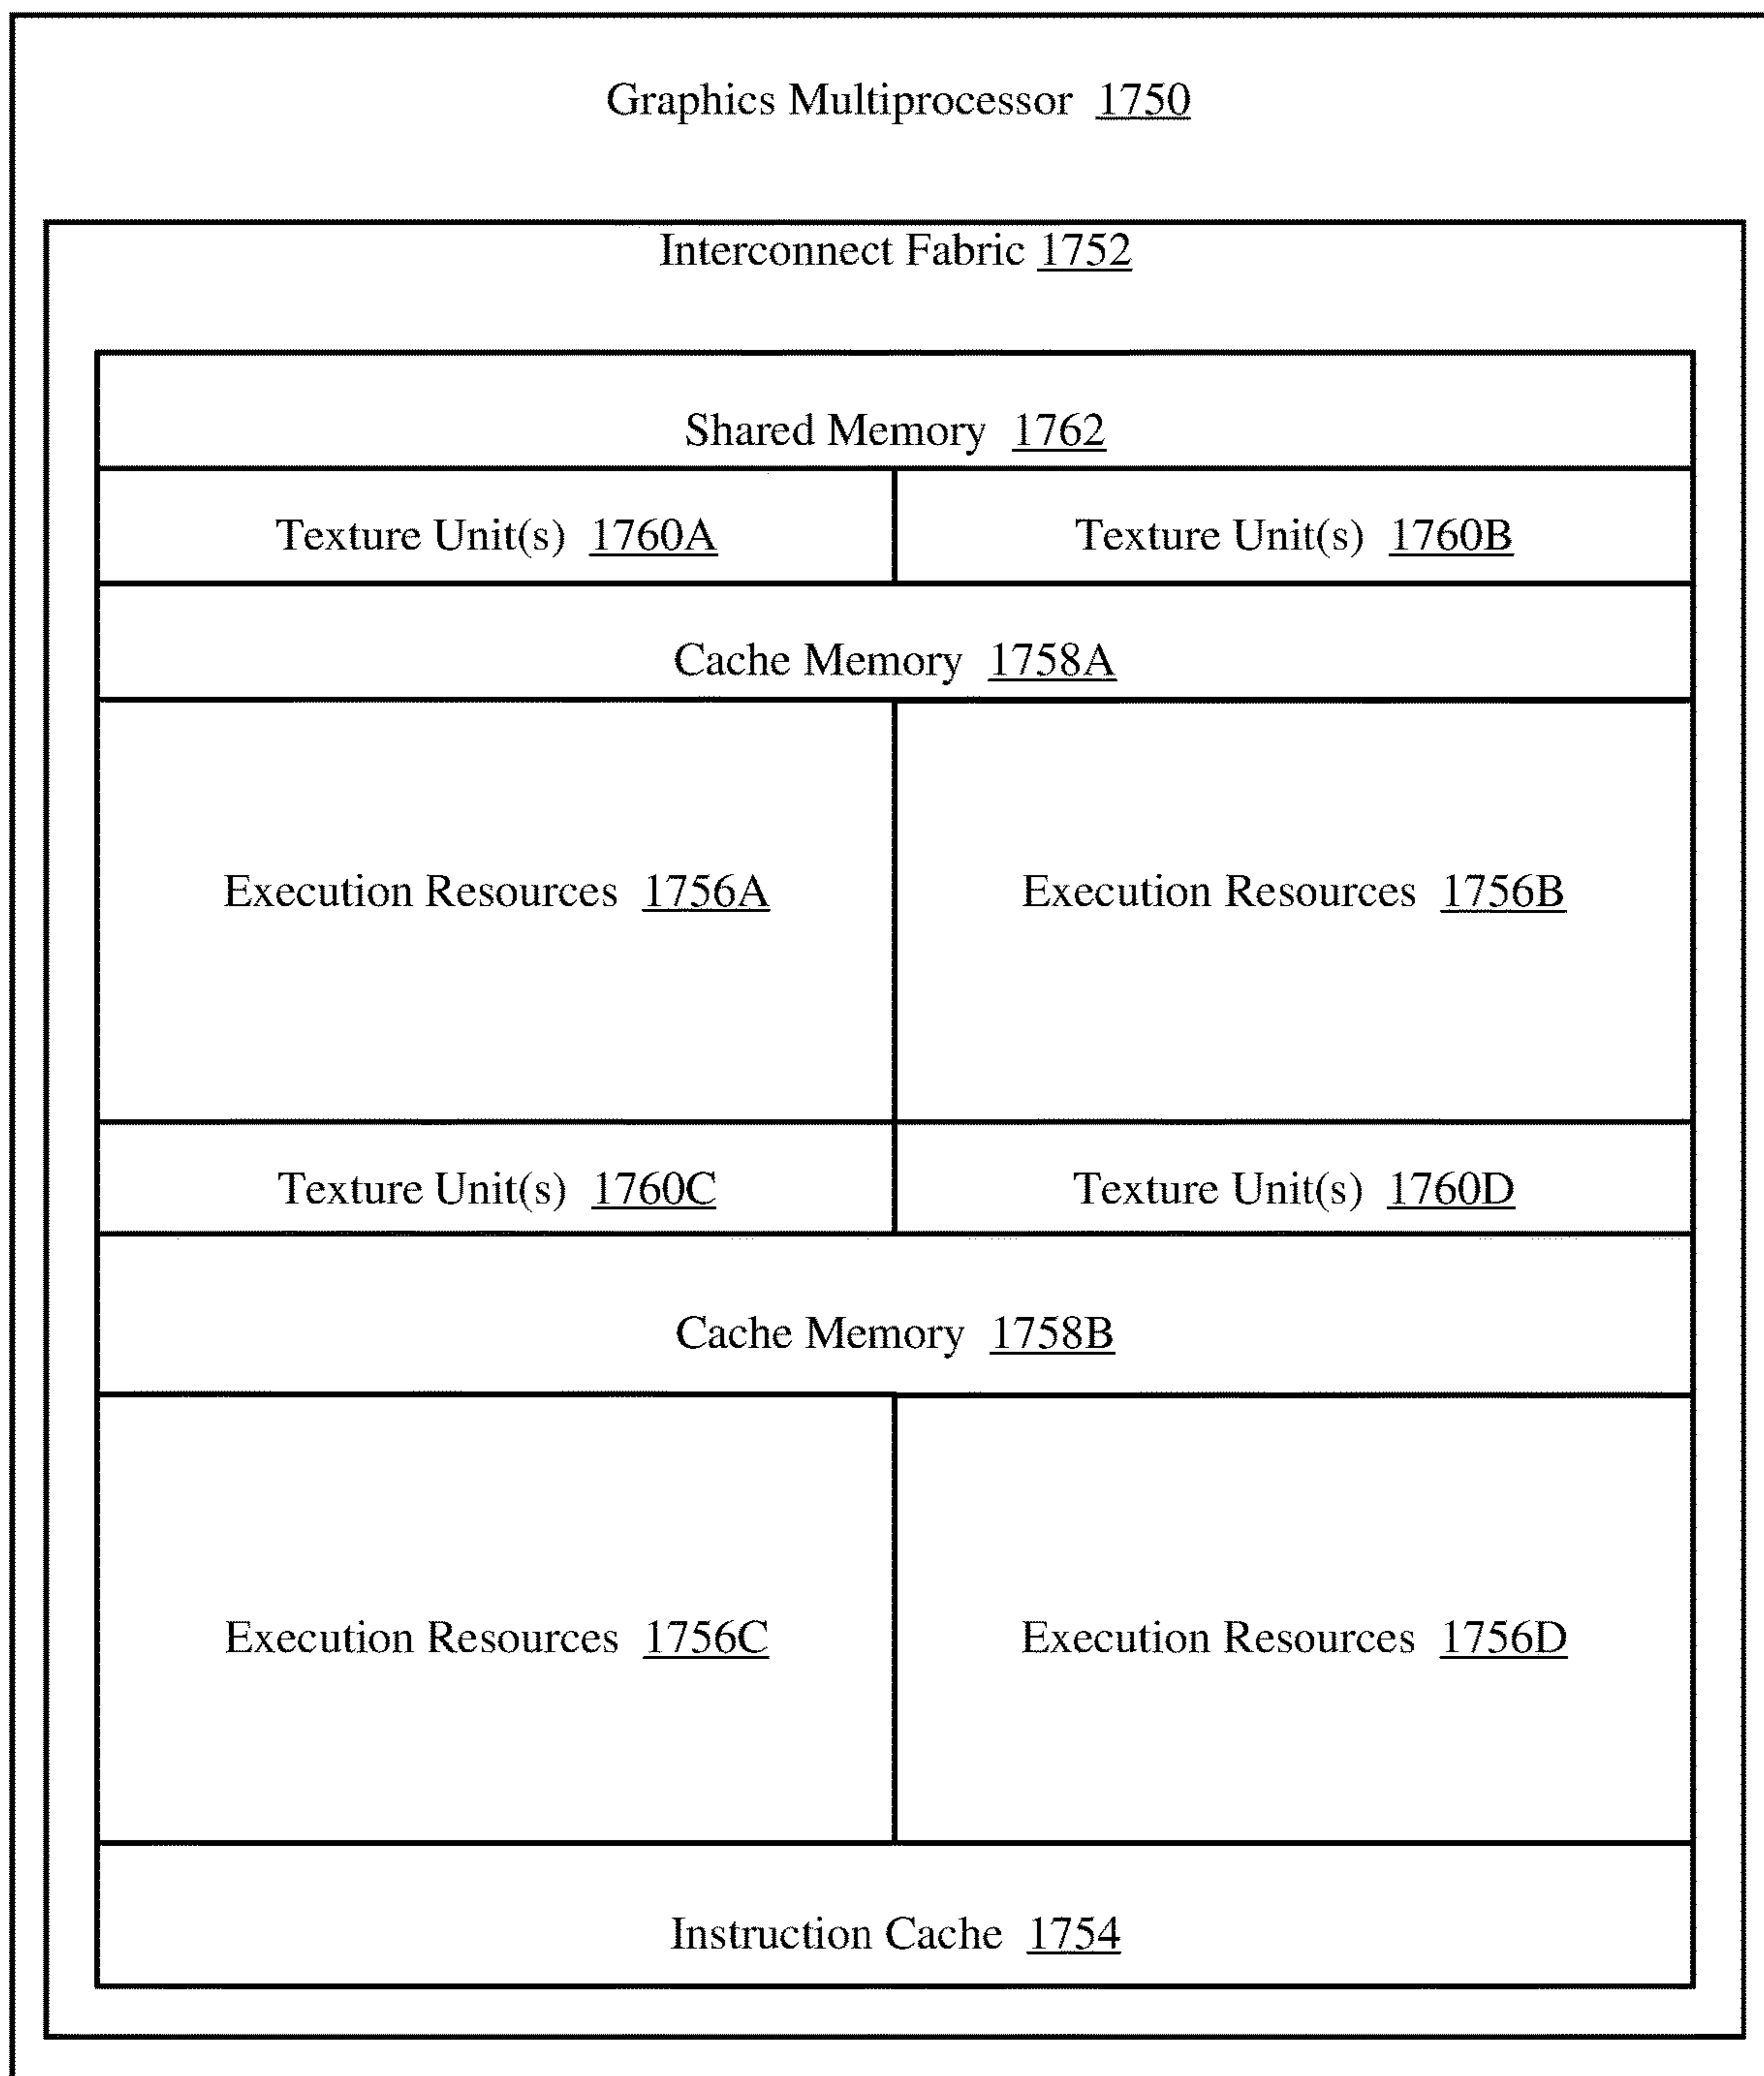 Graphics Multiprocessor 1750
Interconnect Fabric 1752
Shared Memory 1762
Texture Unit(s) 1760A
Texture Unit(s) 1760B
Cache Memory 1758A
Execution Resources 1756A
Execution Resources 1756B
Texture Unit(s) 1760C
Texture Unit(s) 1760D
Cache Memory 1758B
Execution Resources 1756C
Execution Resources 1756D
Instruction Cache 1754